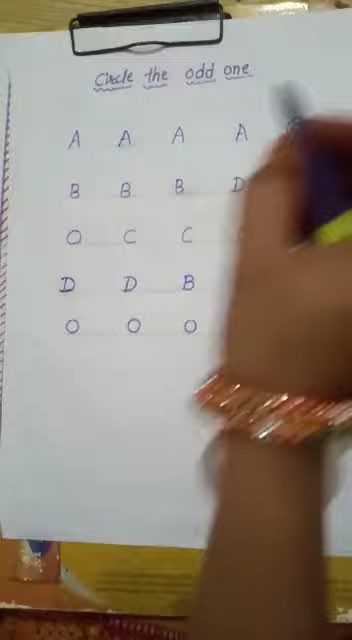 Circle the odd one
A A A A
B B B D
O C C
D D B
O O O